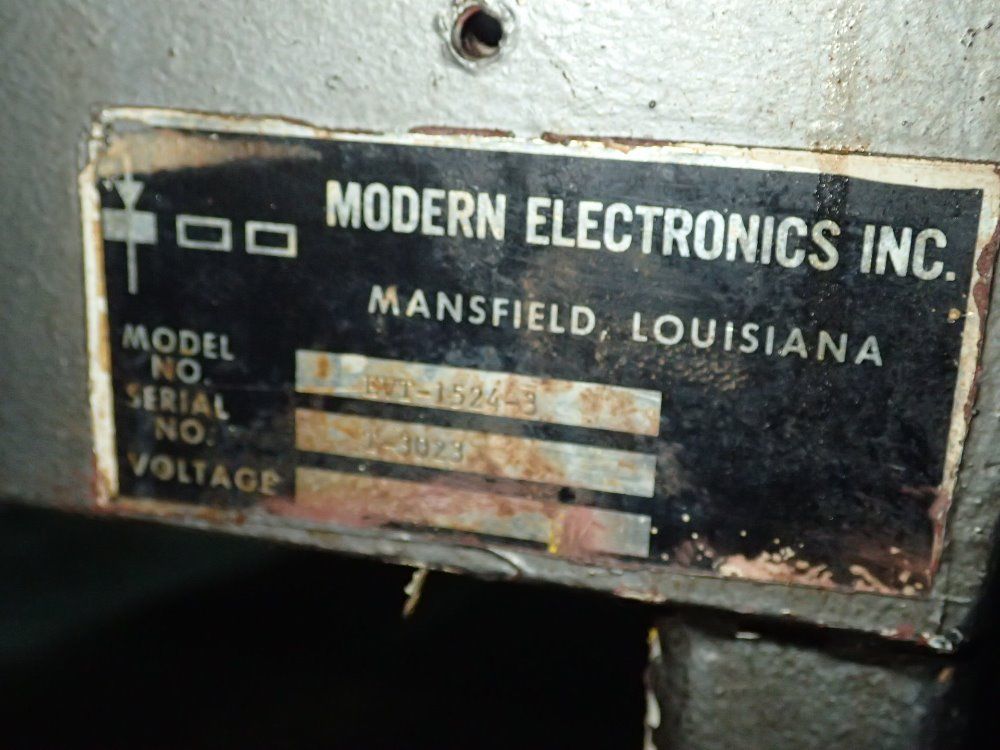 MODERN ELECTRONICS INC.
MANSFIELD, LOUISIANA
MODEL
NO.
SERIAL
NO.
VOLTAGE